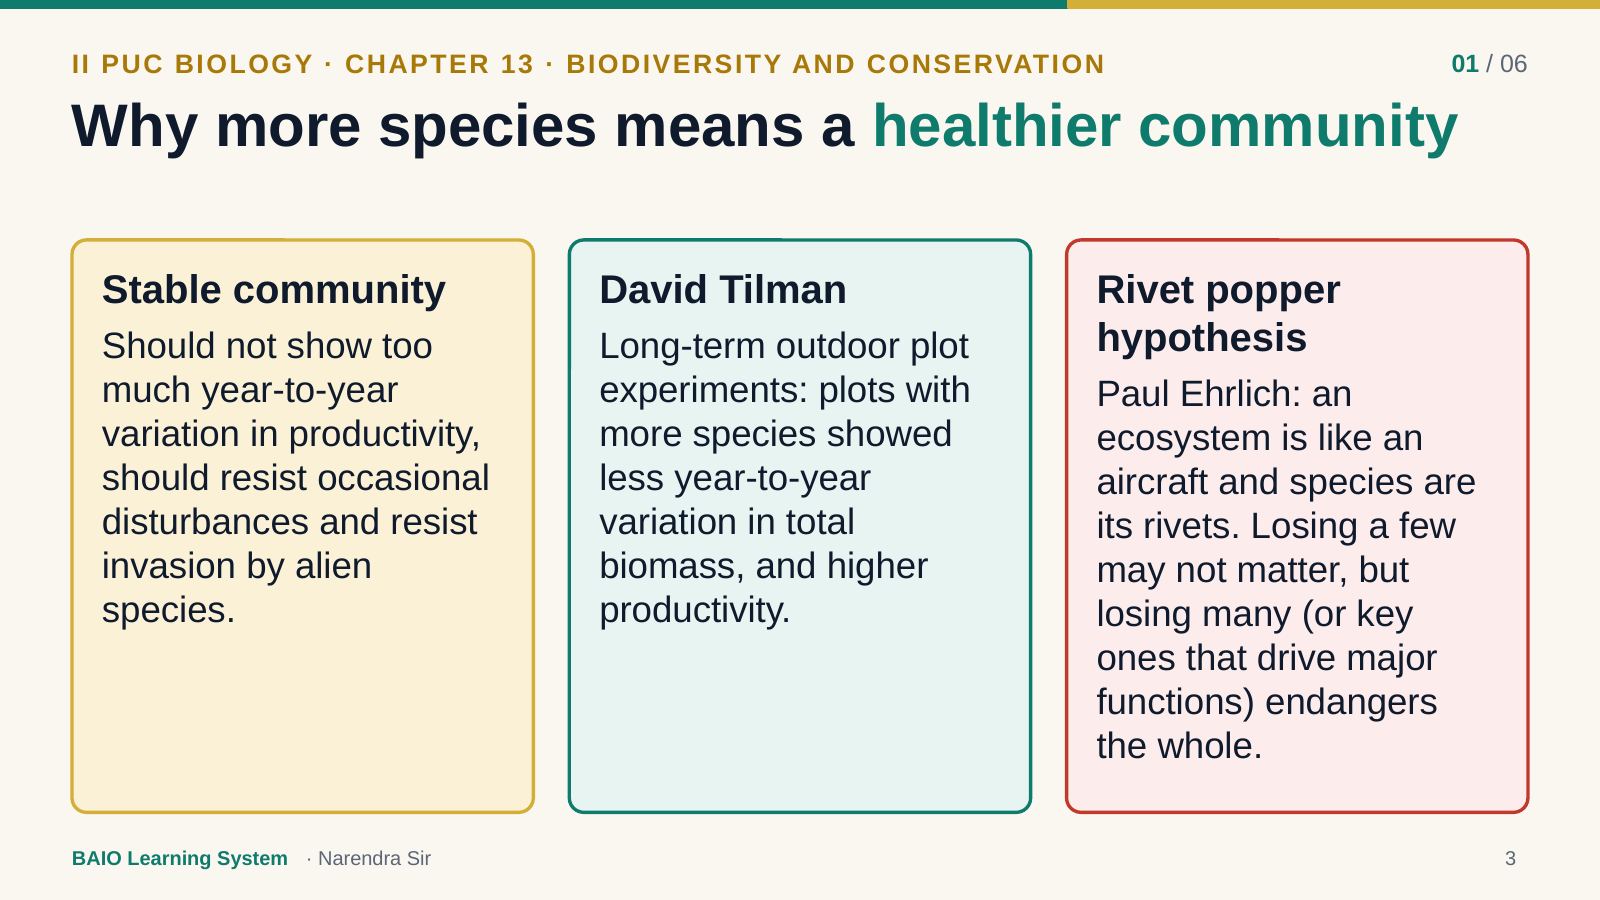 II PUC BIOLOGY · CHAPTER 13 · BIODIVERSITY AND CONSERVATION
01 / 06
Why more species means a healthier community
Stable community
Should not show too
much year-to-year
variation in productivity,
should resist occasional
disturbances and resist
invasion by alien
species.
David Tilman
Long-term outdoor plot
experiments: plots with
more species showed
less year-to-year
variation in total
biomass, and higher
productivity.
Rivet popper
hypothesis
Paul Ehrlich: an
ecosystem is like an
aircraft and species are
its rivets. Losing a few
may not matter, but
losing many (or key
ones that drive major
functions) endangers
the whole.
BAIO Learning System · Narendra Sir
3